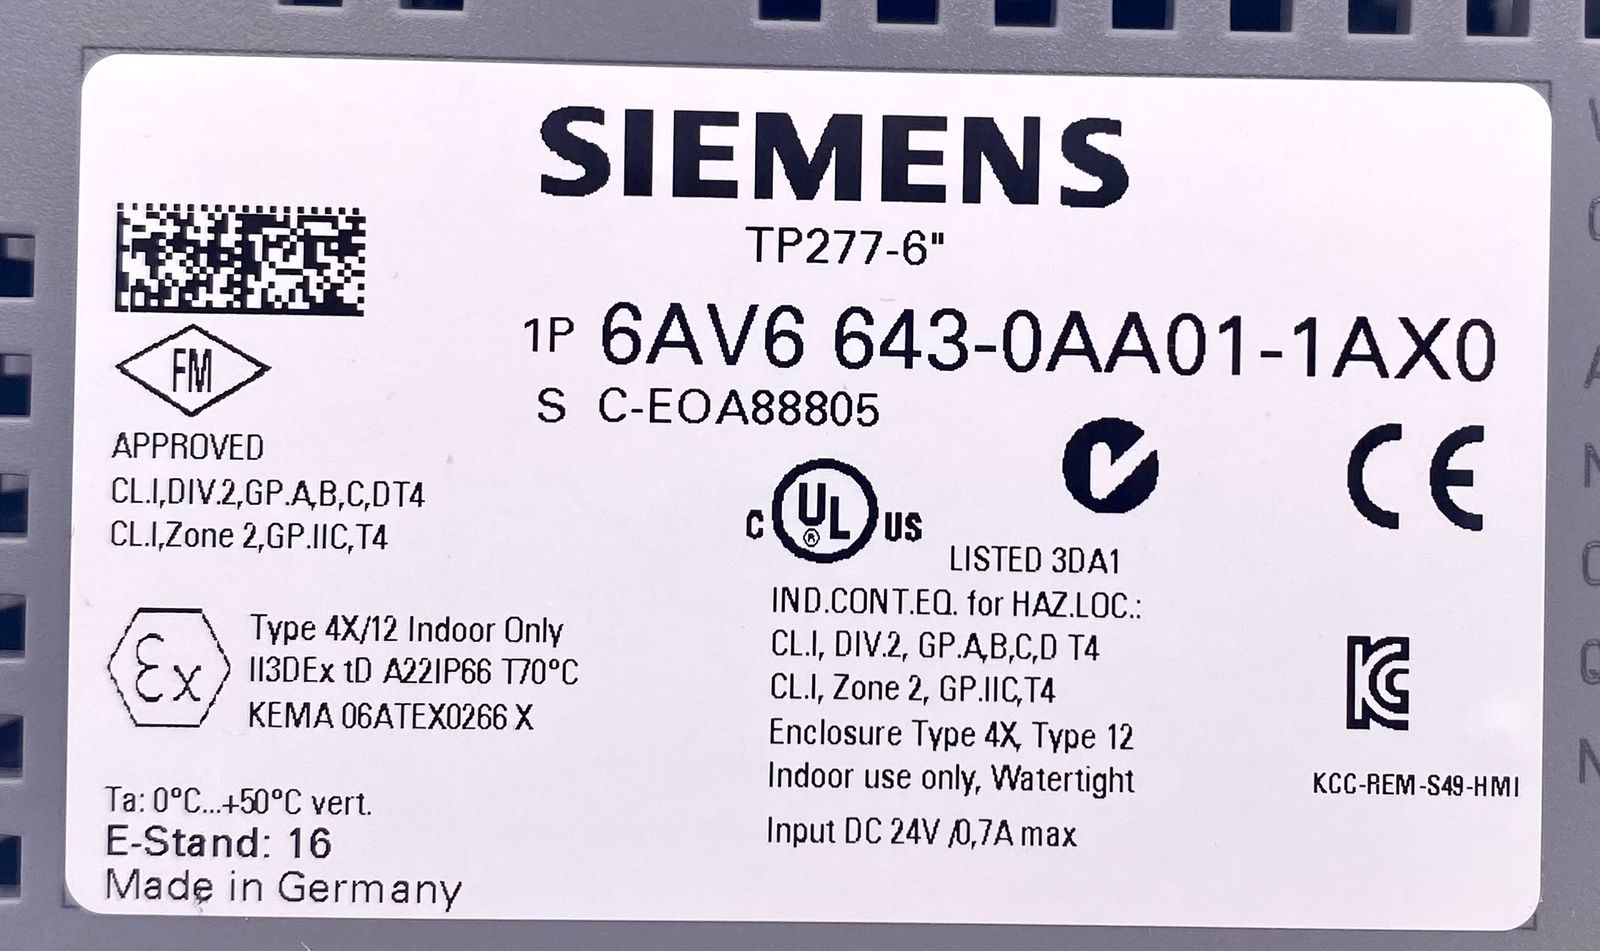 SIEMENS
TP277-6"
1P 6AV6 643-0AA01-1AX0
S C-EOA88805
FM
APPROVED
CL.I,DIV.2,GP.A,B,C,DT4
CL.I,Zone 2,GP.IIC,T4
Ex
Type 4X/12 Indoor Only
II3DEx tD A22IP66 T70°C
KEMA 06ATEX0266 X
Ta: 0°C...+50°C vert.
E-Stand: 16
Made in Germany
C UL ® US
LISTED 3DA1
IND.CONT.EQ. for HAZ.LOC.:
CL.I, DIV.2, GP.A,B,C,D T4
CL.I, Zone 2, GP.IIC,T4
Enclosure Type 4X, Type 12
Indoor use only, Watertight
Input DC 24V /0,7A max
CE
KC
KCC-REM-S49-HMI